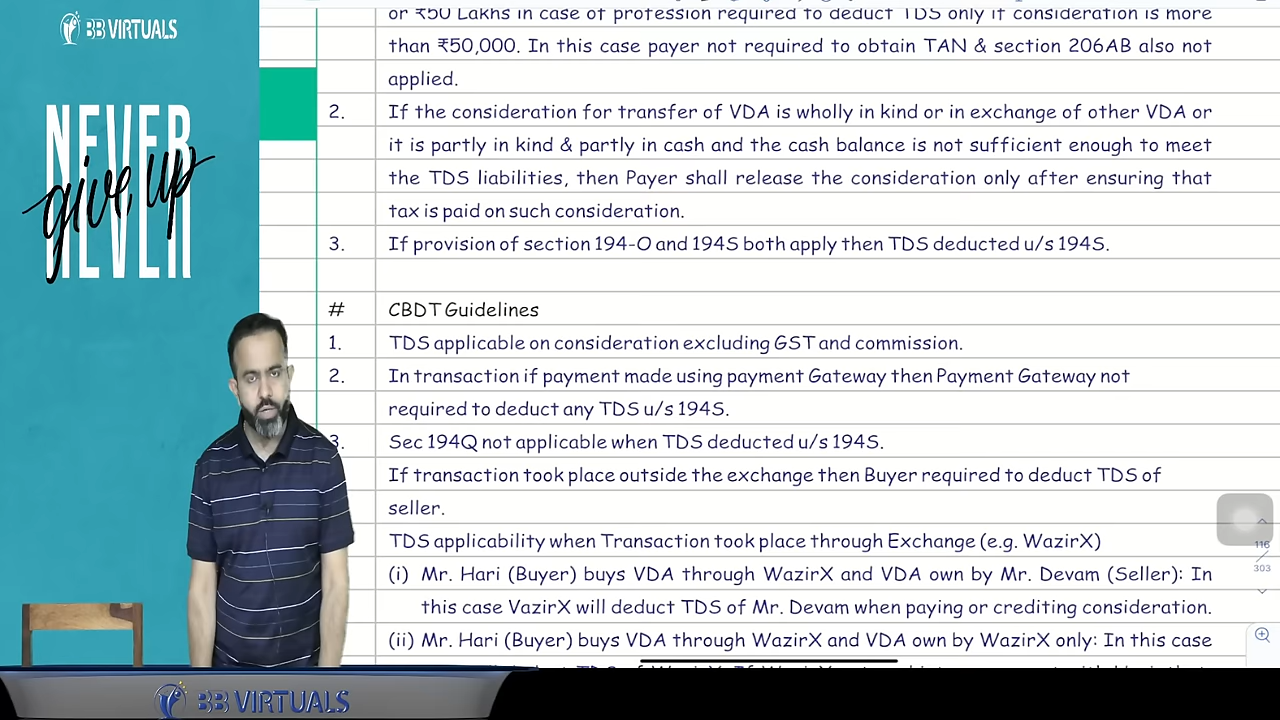 BB VIRTUALS
NEVER
give up
NEVER
or ₹50 Lakhs in case of profession required to deduct TDS only if consideration is more
than ₹50,000. In this case payer not required to obtain TAN & section 206AB also not
applied.
2. If the consideration for transfer of VDA is wholly in kind or in exchange of other VDA or
it is partly in kind & partly in cash and the cash balance is not sufficient enough to meet
the TDS liabilities, then Payer shall release the consideration only after ensuring that
tax is paid on such consideration.
3. If provision of section 194-O and 194S both apply then TDS deducted u/s 194S.
# CBDT Guidelines
1. TDS applicable on consideration excluding GST and commission.
2. In transaction if payment made using payment Gateway then Payment Gateway not
required to deduct any TDS u/s 194S.
3. Sec 194Q not applicable when TDS deducted u/s 194S.
If transaction took place outside the exchange then Buyer required to deduct TDS of
seller.
TDS applicability when Transaction took place through Exchange (e.g. WazirX)
(i) Mr. Hari (Buyer) buys VDA through WazirX and VDA own by Mr. Devam (Seller): In
this case VazirX will deduct TDS of Mr. Devam when paying or crediting consideration.
(ii) Mr. Hari (Buyer) buys VDA through WazirX and VDA own by WazirX only: In this case
116
303
BB VIRTUALS